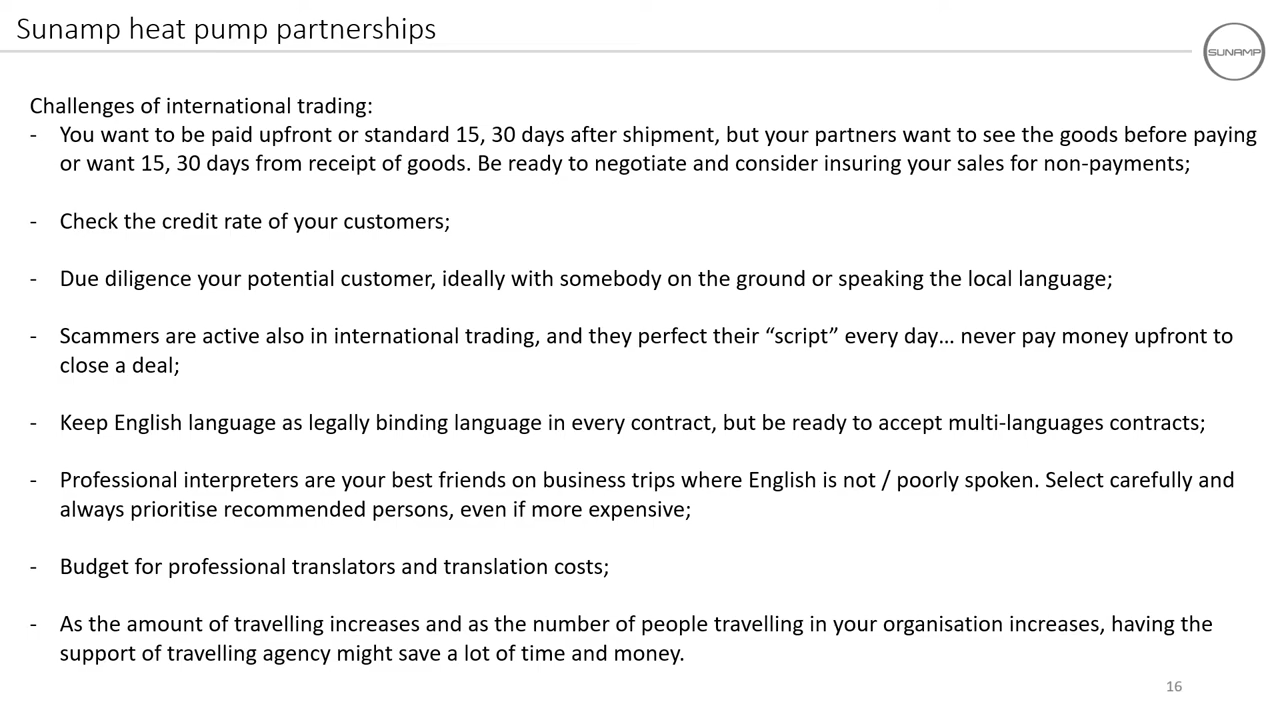 Sunamp heat pump partnerships
SUNAMP
Challenges of international trading:
- You want to be paid upfront or standard 15, 30 days after shipment, but your partners want to see the goods before paying
or want 15, 30 days from receipt of goods. Be ready to negotiate and consider insuring your sales for non-payments;
- Check the credit rate of your customers;
- Due diligence your potential customer, ideally with somebody on the ground or speaking the local language;
- Scammers are active also in international trading, and they perfect their “script” every day… never pay money upfront to
close a deal;
- Keep English language as legally binding language in every contract, but be ready to accept multi-languages contracts;
- Professional interpreters are your best friends on business trips where English is not / poorly spoken. Select carefully and
always prioritise recommended persons, even if more expensive;
- Budget for professional translators and translation costs;
- As the amount of travelling increases and as the number of people travelling in your organisation increases, having the
support of travelling agency might save a lot of time and money.
16